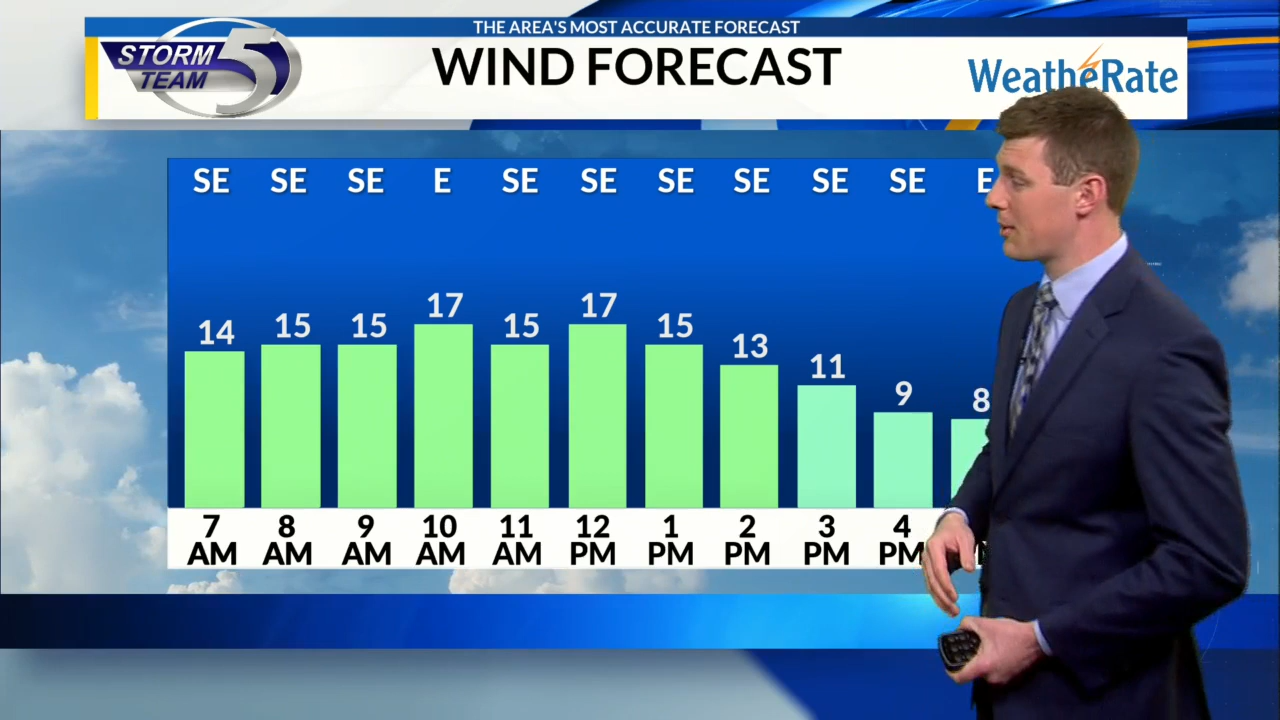 THE AREA'S MOST ACCURATE FORECAST
STORM TEAM 5
WIND FORECAST
WeatheRate
SE SE SE E SE SE SE SE SE SE
14 15 15 17 15 17 15 13 11 9 8
7 8 9 10 11 12 1 2 3 4
AM AM AM AM AM PM PM PM PM PM